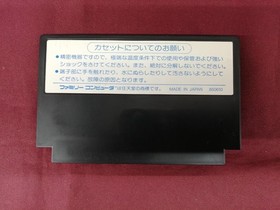 カセットについてのお願い
●精密機器ですので、極端な温度条件下での使用や保管および強い
ショックをさけてください。また、絶対に分解しないでください。
●端子部に手を触れたり、水にぬらしたりして汚さないようにして
ください。故障の原因となります。
ファミリーコンピュータ は任天堂の商標です。 MADE IN JAPAN